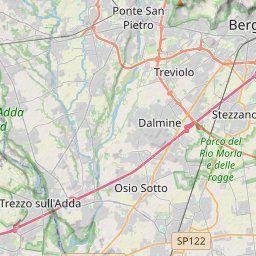 Ponte San
Pietro
Berg
Treviolo
Adda
Dalmine
Stezzano
Parco del
Rio Morla
e delle
rogge
Osio Sotto
Trezzo sull'Adda
SP122